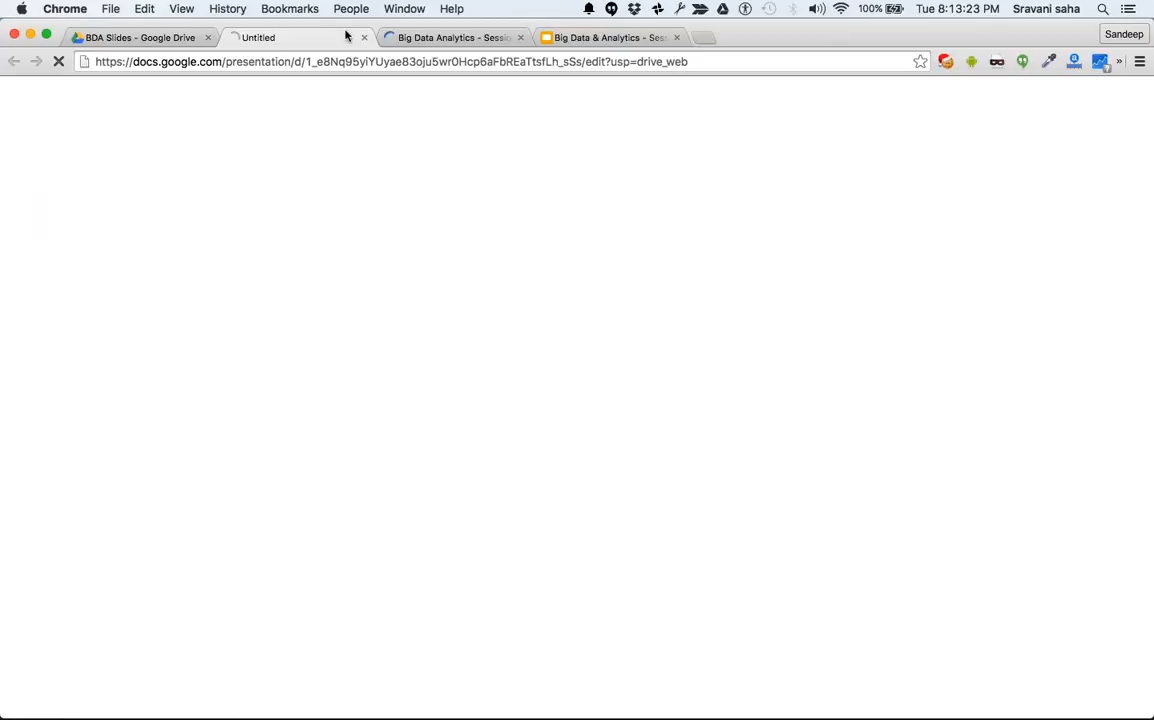 Chrome File Edit View History Bookmarks People Window Help 100% Tue 8:13:23 PM Sravani saha
BDA Slides - Google Drive Untitled Big Data Analytics - Sessi Big Data & Analytics - Ses Sandeep
https://docs.google.com/presentation/d/1_e8Nq95yiYUyae83oju5wr0Hcp6aFbREaTtsfLh_sSs/edit?usp=drive_web